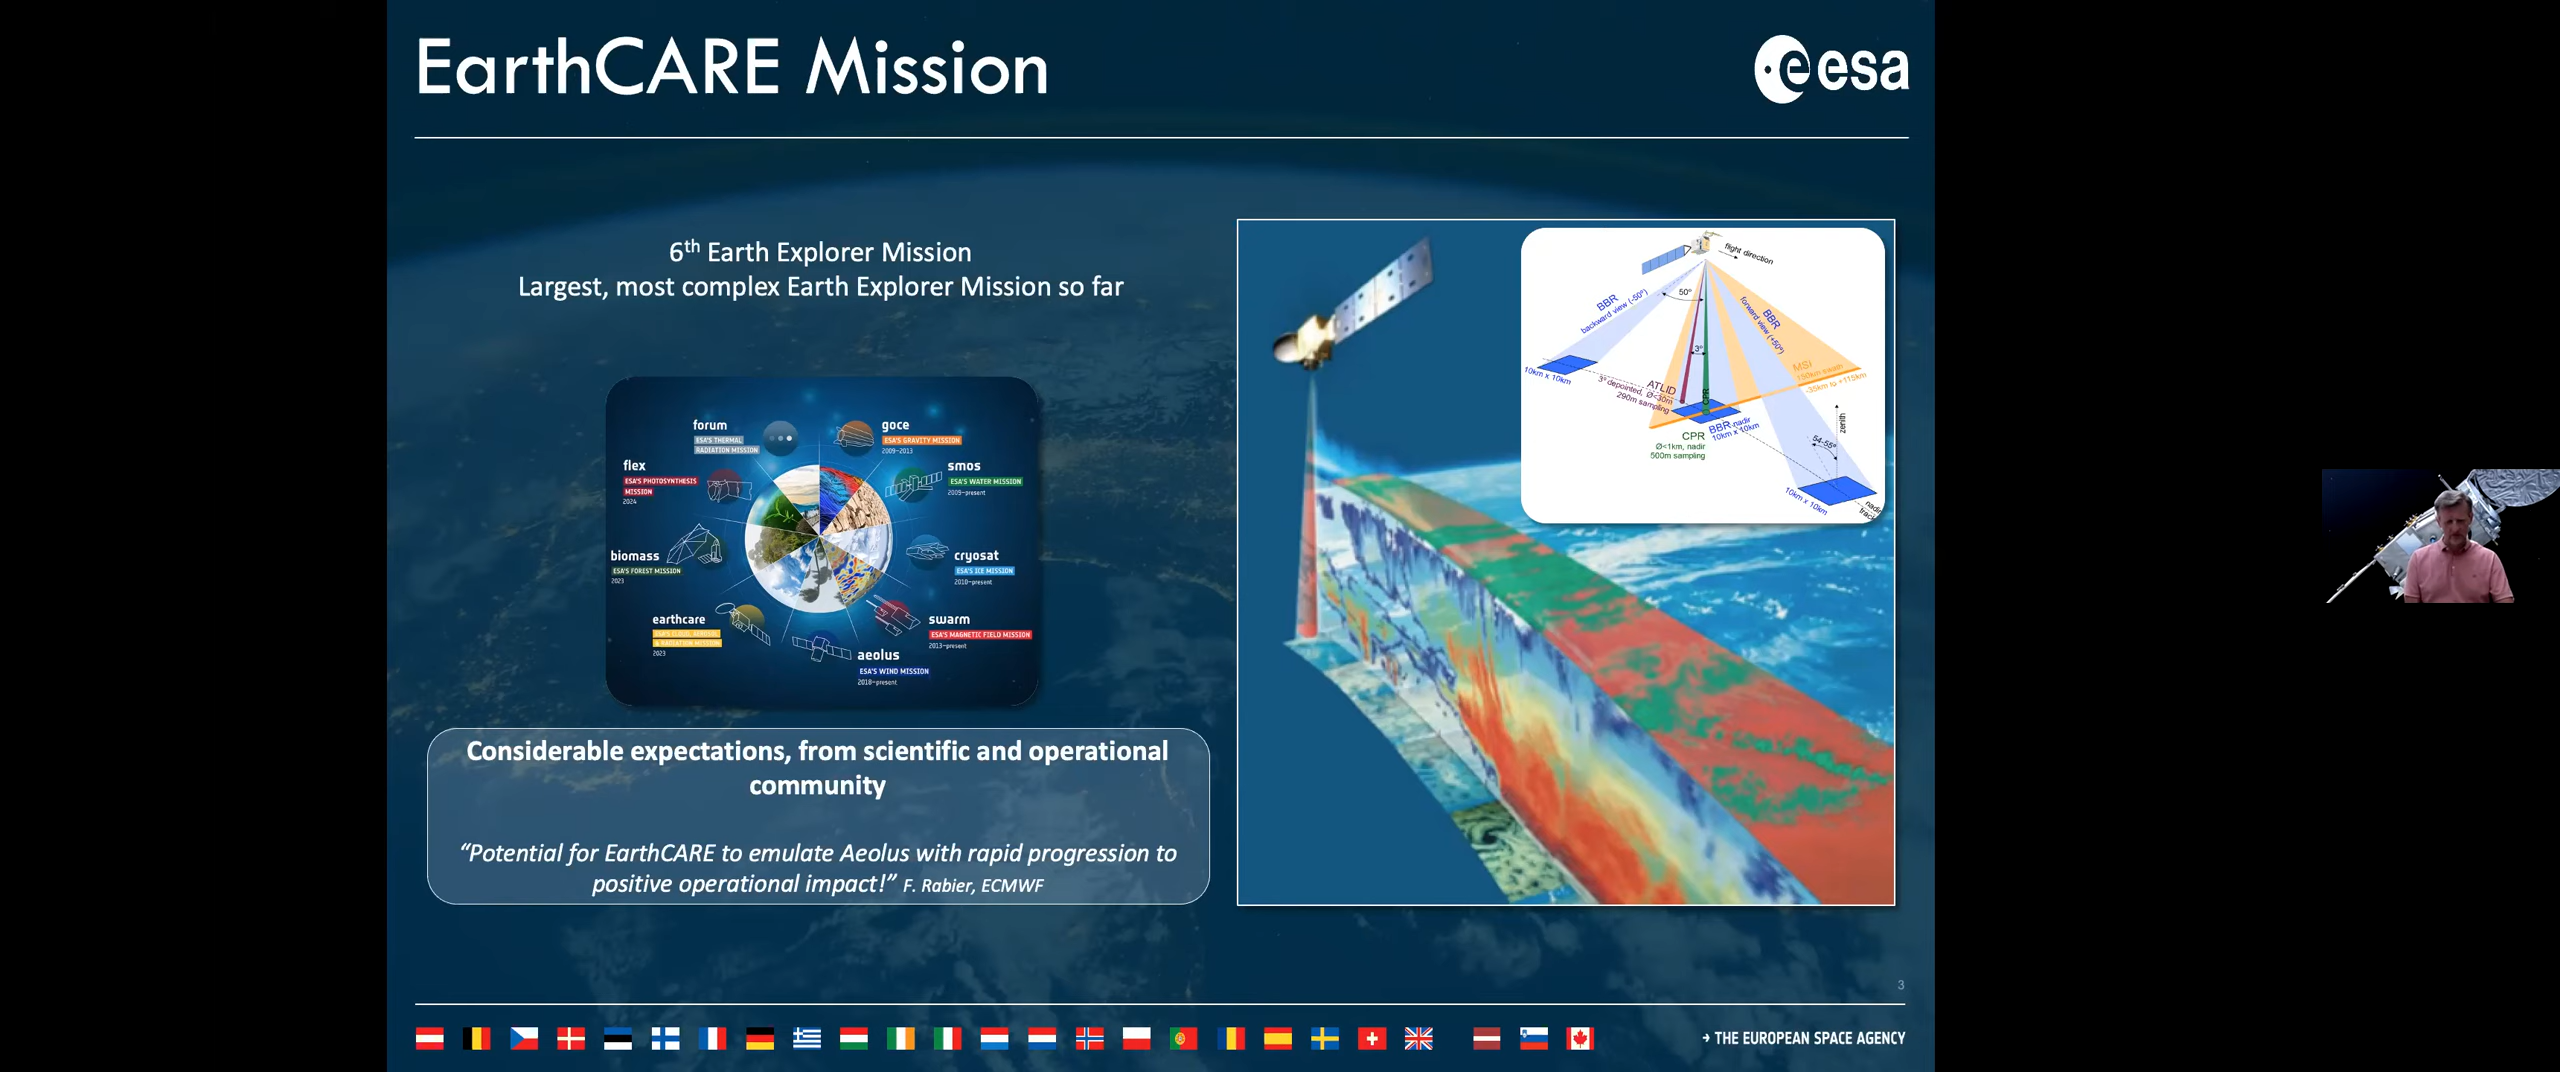 EarthCARE Mission
esa
6th Earth Explorer Mission
Largest, most complex Earth Explorer Mission so far
forum
ESA'S THERMAL
RADIATION MISSION
goce
ESA'S GRAVITY MISSION
2009–2013
flex
ESA'S PHOTOSYNTHESIS
MISSION
2024
smos
ESA'S WATER MISSION
2009–present
biomass
ESA'S FOREST MISSION
2023
cryosat
ESA'S ICE MISSION
2010–present
earthcare
ESA'S CLOUD, AEROSOL
& RADIATION MISSION
2023
swarm
ESA'S MAGNETIC FIELD MISSION
2013–present
aeolus
ESA'S WIND MISSION
2018–present
Considerable expectations, from scientific and operational
community
“Potential for EarthCARE to emulate Aeolus with rapid progression to
positive operational impact!” F. Rabier, ECMWF
flight direction
50°
BBR
backward view (-50°)
BBR
forward view (+50°)
3°
MSI
150km swath
-35km to +115km
10km x 10km
ATLID
3° depointed, Ø<30m
290m sampling
CPR
BBR-nadir
10km x 10km
CPR
Ø<1km, nadir
500m sampling
zenith
54-55°
10km x 10km
nadir
track
3
→ THE EUROPEAN SPACE AGENCY